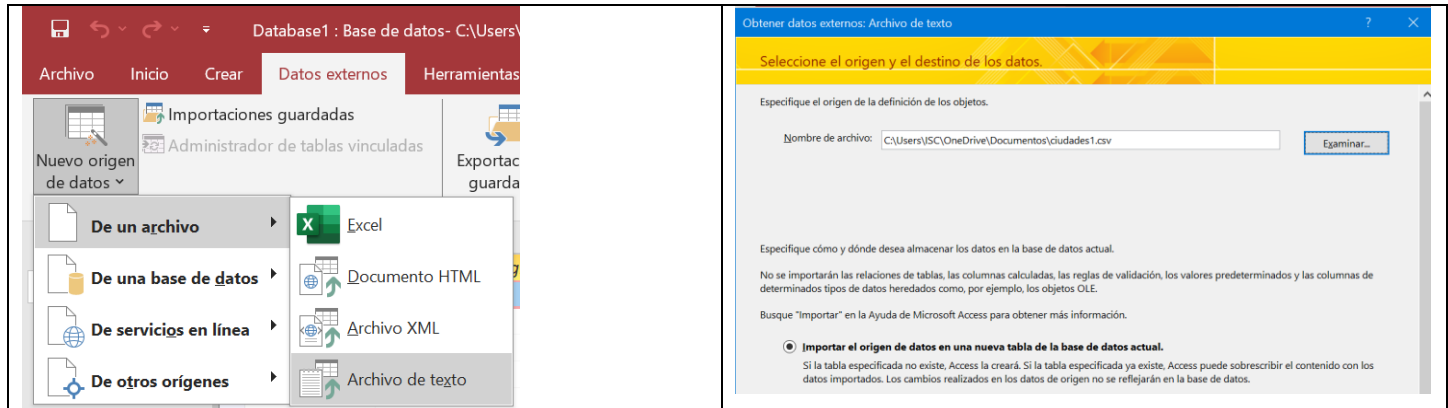 Database1 : Base de datos- C:\Users\
Archivo Inicio Crear Datos externos Herramientas
Nuevo origen
de datos
Importaciones guardadas
Administrador de tablas vinculadas
Exportac
guarda
De un archivo
De una base de datos
De servicios en línea
De otros orígenes
Excel
Documento HTML
Archivo XML
Archivo de texto
Obtener datos externos: Archivo de texto
Seleccione el origen y el destino de los datos.
Especifique el origen de la definición de los objetos.
Nombre de archivo: C:\Users\ISC\OneDrive\Documentos\ciudades1.csv Examinar...
Especifique cómo y dónde desea almacenar los datos en la base de datos actual.
No se importarán las relaciones de tablas, las columnas calculadas, las reglas de validación, los valores predeterminados y las columnas de
determinados tipos de datos heredados como, por ejemplo, los objetos OLE.
Busque "Importar" en la Ayuda de Microsoft Access para obtener más información.
Importar el origen de datos en una nueva tabla de la base de datos actual.
Si la tabla especificada no existe, Access la creará. Si la tabla especificada ya existe, Access puede sobrescribir el contenido con los
datos importados. Los cambios realizados en los datos de origen no se reflejarán en la base de datos.